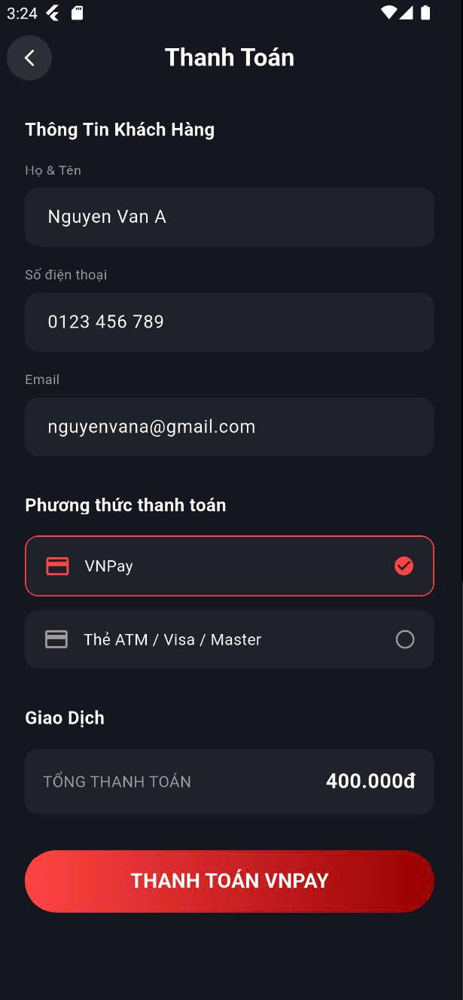 3:24
Thanh Toán
Thông Tin Khách Hàng
Họ & Tên
Nguyen Van A
Số điện thoại
0123 456 789
Email
nguyenvana@gmail.com
Phương thức thanh toán
VNPay
Thẻ ATM / Visa / Master
Giao Dịch
TỔNG THANH TOÁN 400.000đ
THANH TOÁN VNPAY